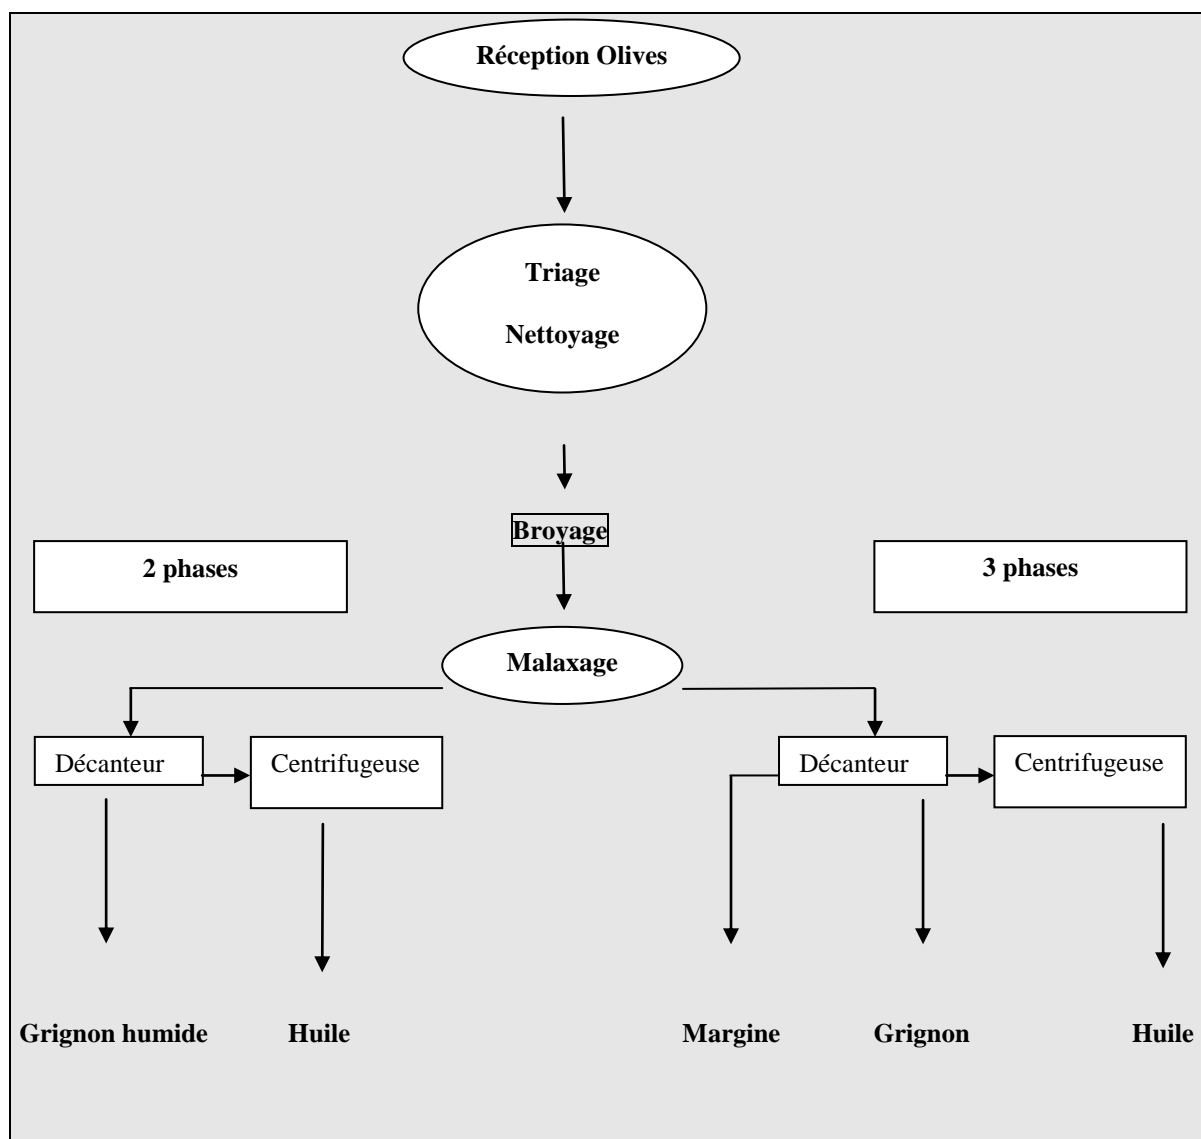 Réception Olives
Triage
Nettoyage
Broyage
2 phases
3 phases
Malaxage
Décanteur
Centrifugeuse
Décanteur
Centrifugeuse
Grignon humide
Huile
Margine
Grignon
Huile